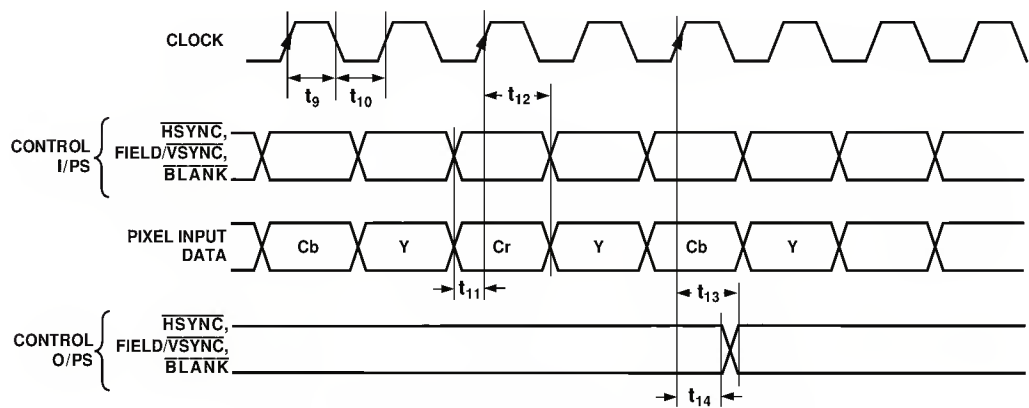 CLOCK
t9
t10
t12
CONTROL
I/PS
HSYNC,
FIELD/VSYNC,
BLANK
PIXEL INPUT
DATA
Cb
Y
Cr
Y
Cb
Y
t11
t13
CONTROL
O/PS
HSYNC,
FIELD/VSYNC,
BLANK
t14